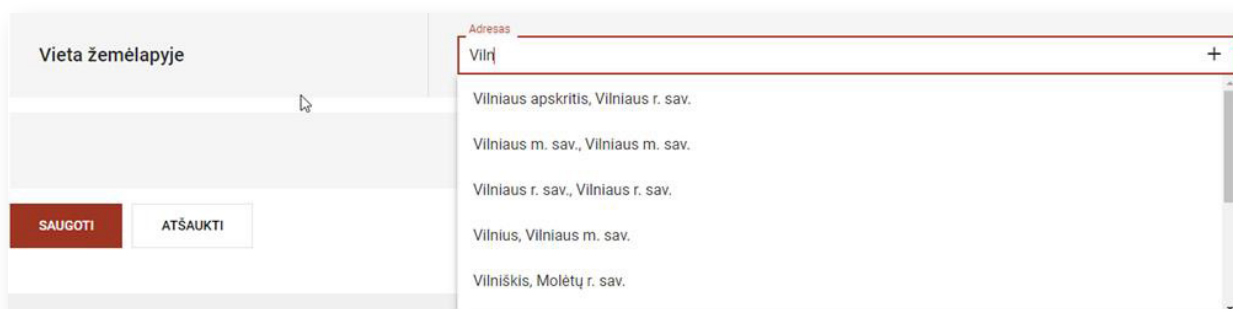 Adresas
Vieta žemėlapyje
Viln
Vilniaus apskritis, Vilniaus r. sav.
Vilniaus m. sav., Vilniaus m. sav.
Vilniaus r. sav., Vilniaus r. sav.
SAUGOTI
ATŠAUKTI
Vilnius, Vilniaus m. sav.
Vilniškis, Molėtų r. sav.